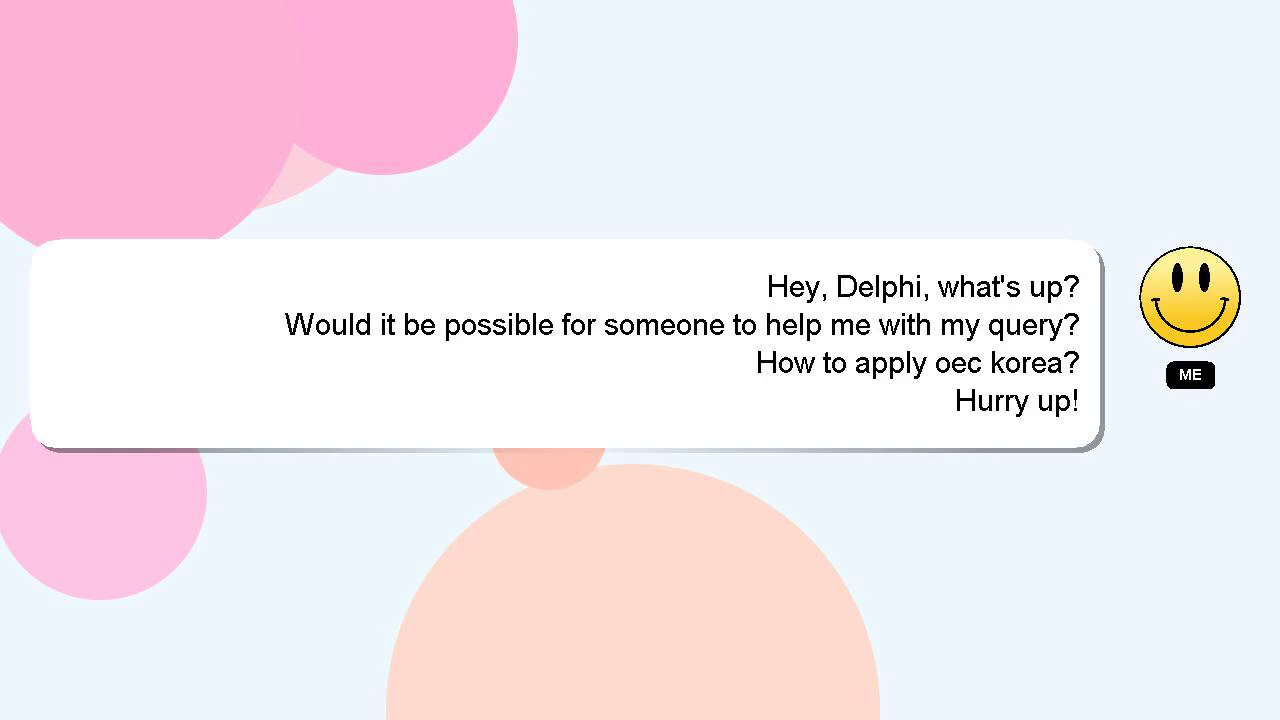 Hey, Delphi, what's up?
Would it be possible for someone to help me with my query?
How to apply oec korea?
Hurry up!
ME